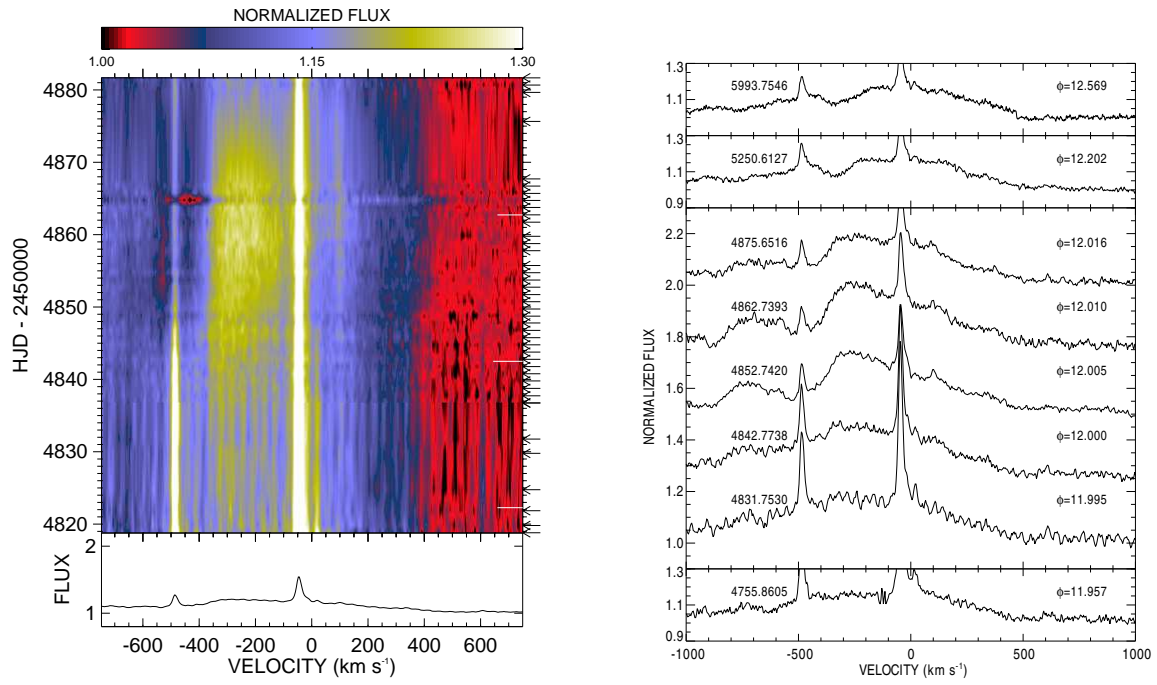 NORMALIZED FLUX
1.00 1.15 1.30
HJD - 2450000
4880
4870
4860
4850
4840
4830
4820
FLUX
2
1
-600 -400 -200 0 200 400 600
VELOCITY (km s-1)
NORMALIZED FLUX
1.3
1.1
5993.7546 ϕ=12.569
1.3
1.1
0.9
5250.6127 ϕ=12.202
2.2
2.0
1.8
1.6
1.4
1.2
1.0
4875.6516 ϕ=12.016
4862.7393 ϕ=12.010
4852.7420 ϕ=12.005
4842.7738 ϕ=12.000
4831.7530 ϕ=11.995
1.3
1.1
0.9
4755.8605 ϕ=11.957
-1000 -500 0 500 1000
VELOCITY (km s-1)